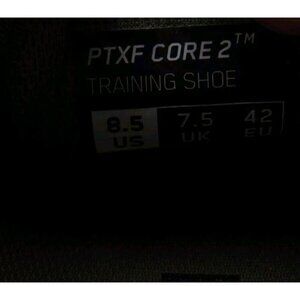 PTXF CORE 2™
TRAINING SHOE
8.5 7.5 42
US UK EU